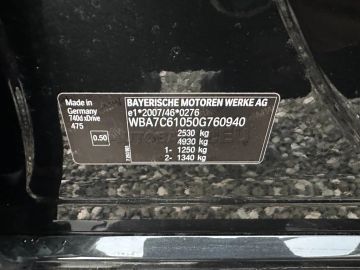 Made in
Germany
740d xDrive
475
0.50
BAYERISCHE MOTOREN WERKE AG
e1*2007/46*0276
WBA7C61050G760940
2530 kg
4930 kg
1- 1250 kg
2- 1340 kg